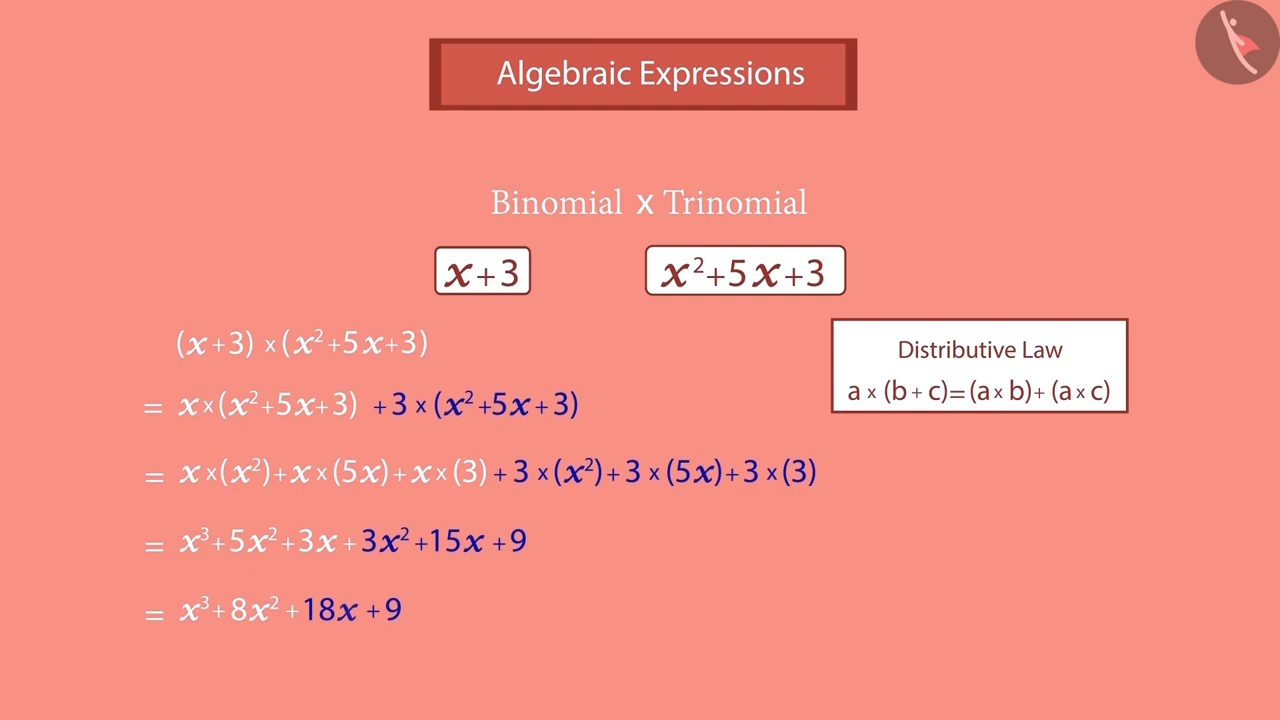 Algebraic Expressions
Binomial x Trinomial
x+3
x²+5x+3
(x+3) × (x²+5x+3)
= x×(x²+5x+3) +3 × (x²+5x+3)
= x×(x²)+x×(5x)+x×(3)+3×(x²)+3×(5x)+3×(3)
= x³+5x²+3x+3x²+15x+9
= x³+8x²+18x+9
Distributive Law
a × (b + c)=(a× b)+ (a×c)